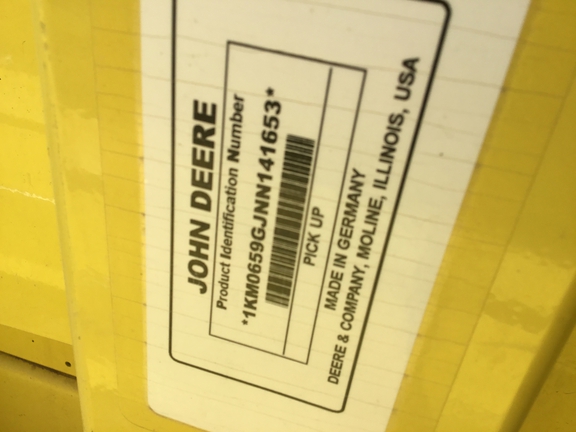 JOHN DEERE
Product Identification Number
*1KM0659GJNN141653*
PICK UP
MADE IN GERMANY
DEERE & COMPANY, MOLINE, ILLINOIS, USA